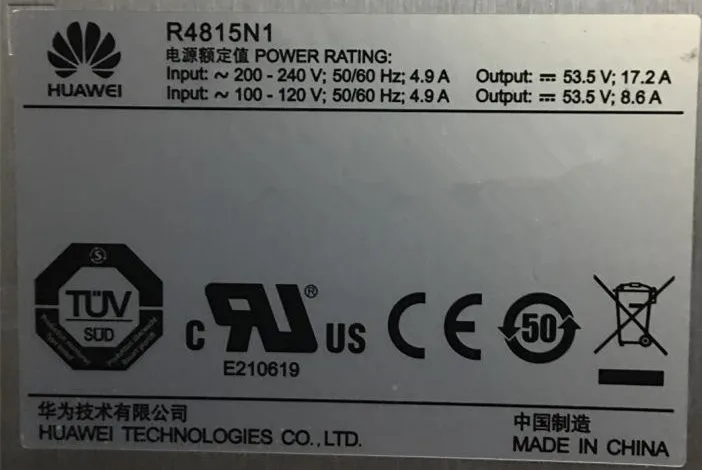 HUAWEI
R4815N1
电源额定值 POWER RATING:
Input: ~ 200 - 240 V; 50/60 Hz; 4.9 A Output: ⎓ 53.5 V; 17.2 A
Input: ~ 100 - 120 V; 50/60 Hz; 4.9 A Output: ⎓ 53.5 V; 8.6 A
S
TÜV
SÜD
C RU® US
E210619
CE
50
华为技术有限公司
HUAWEI TECHNOLOGIES CO.,LTD.
中国制造
MADE IN CHINA